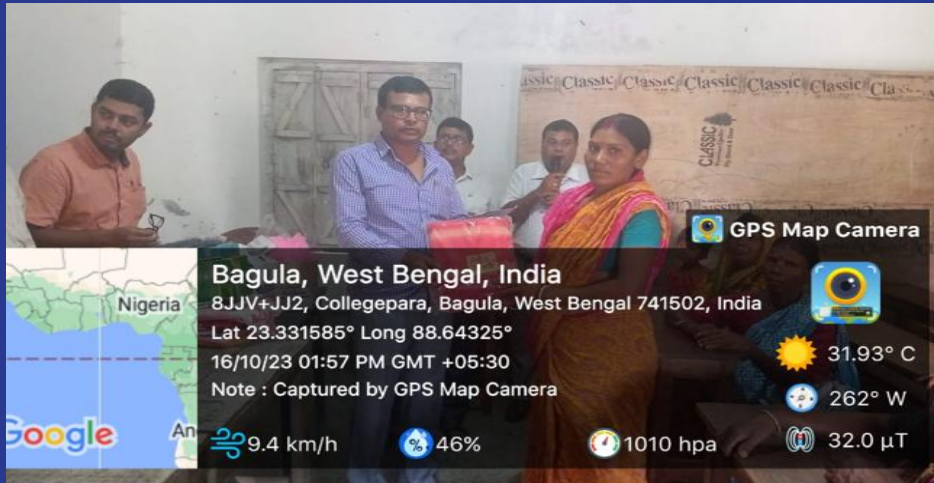 Classic Classic Classic Classic Classic
CLASSIC
GPS Map Camera
Bagula, West Bengal, India
8JJV+JJ2, Collegepara, Bagula, West Bengal 741502, India
Lat 23.331585° Long 88.64325°
16/10/23 01:57 PM GMT +05:30
Note : Captured by GPS Map Camera
Nigeria
Google
An
31.93° C
262° W
9.4 km/h
46%
1010 hpa
32.0 µT